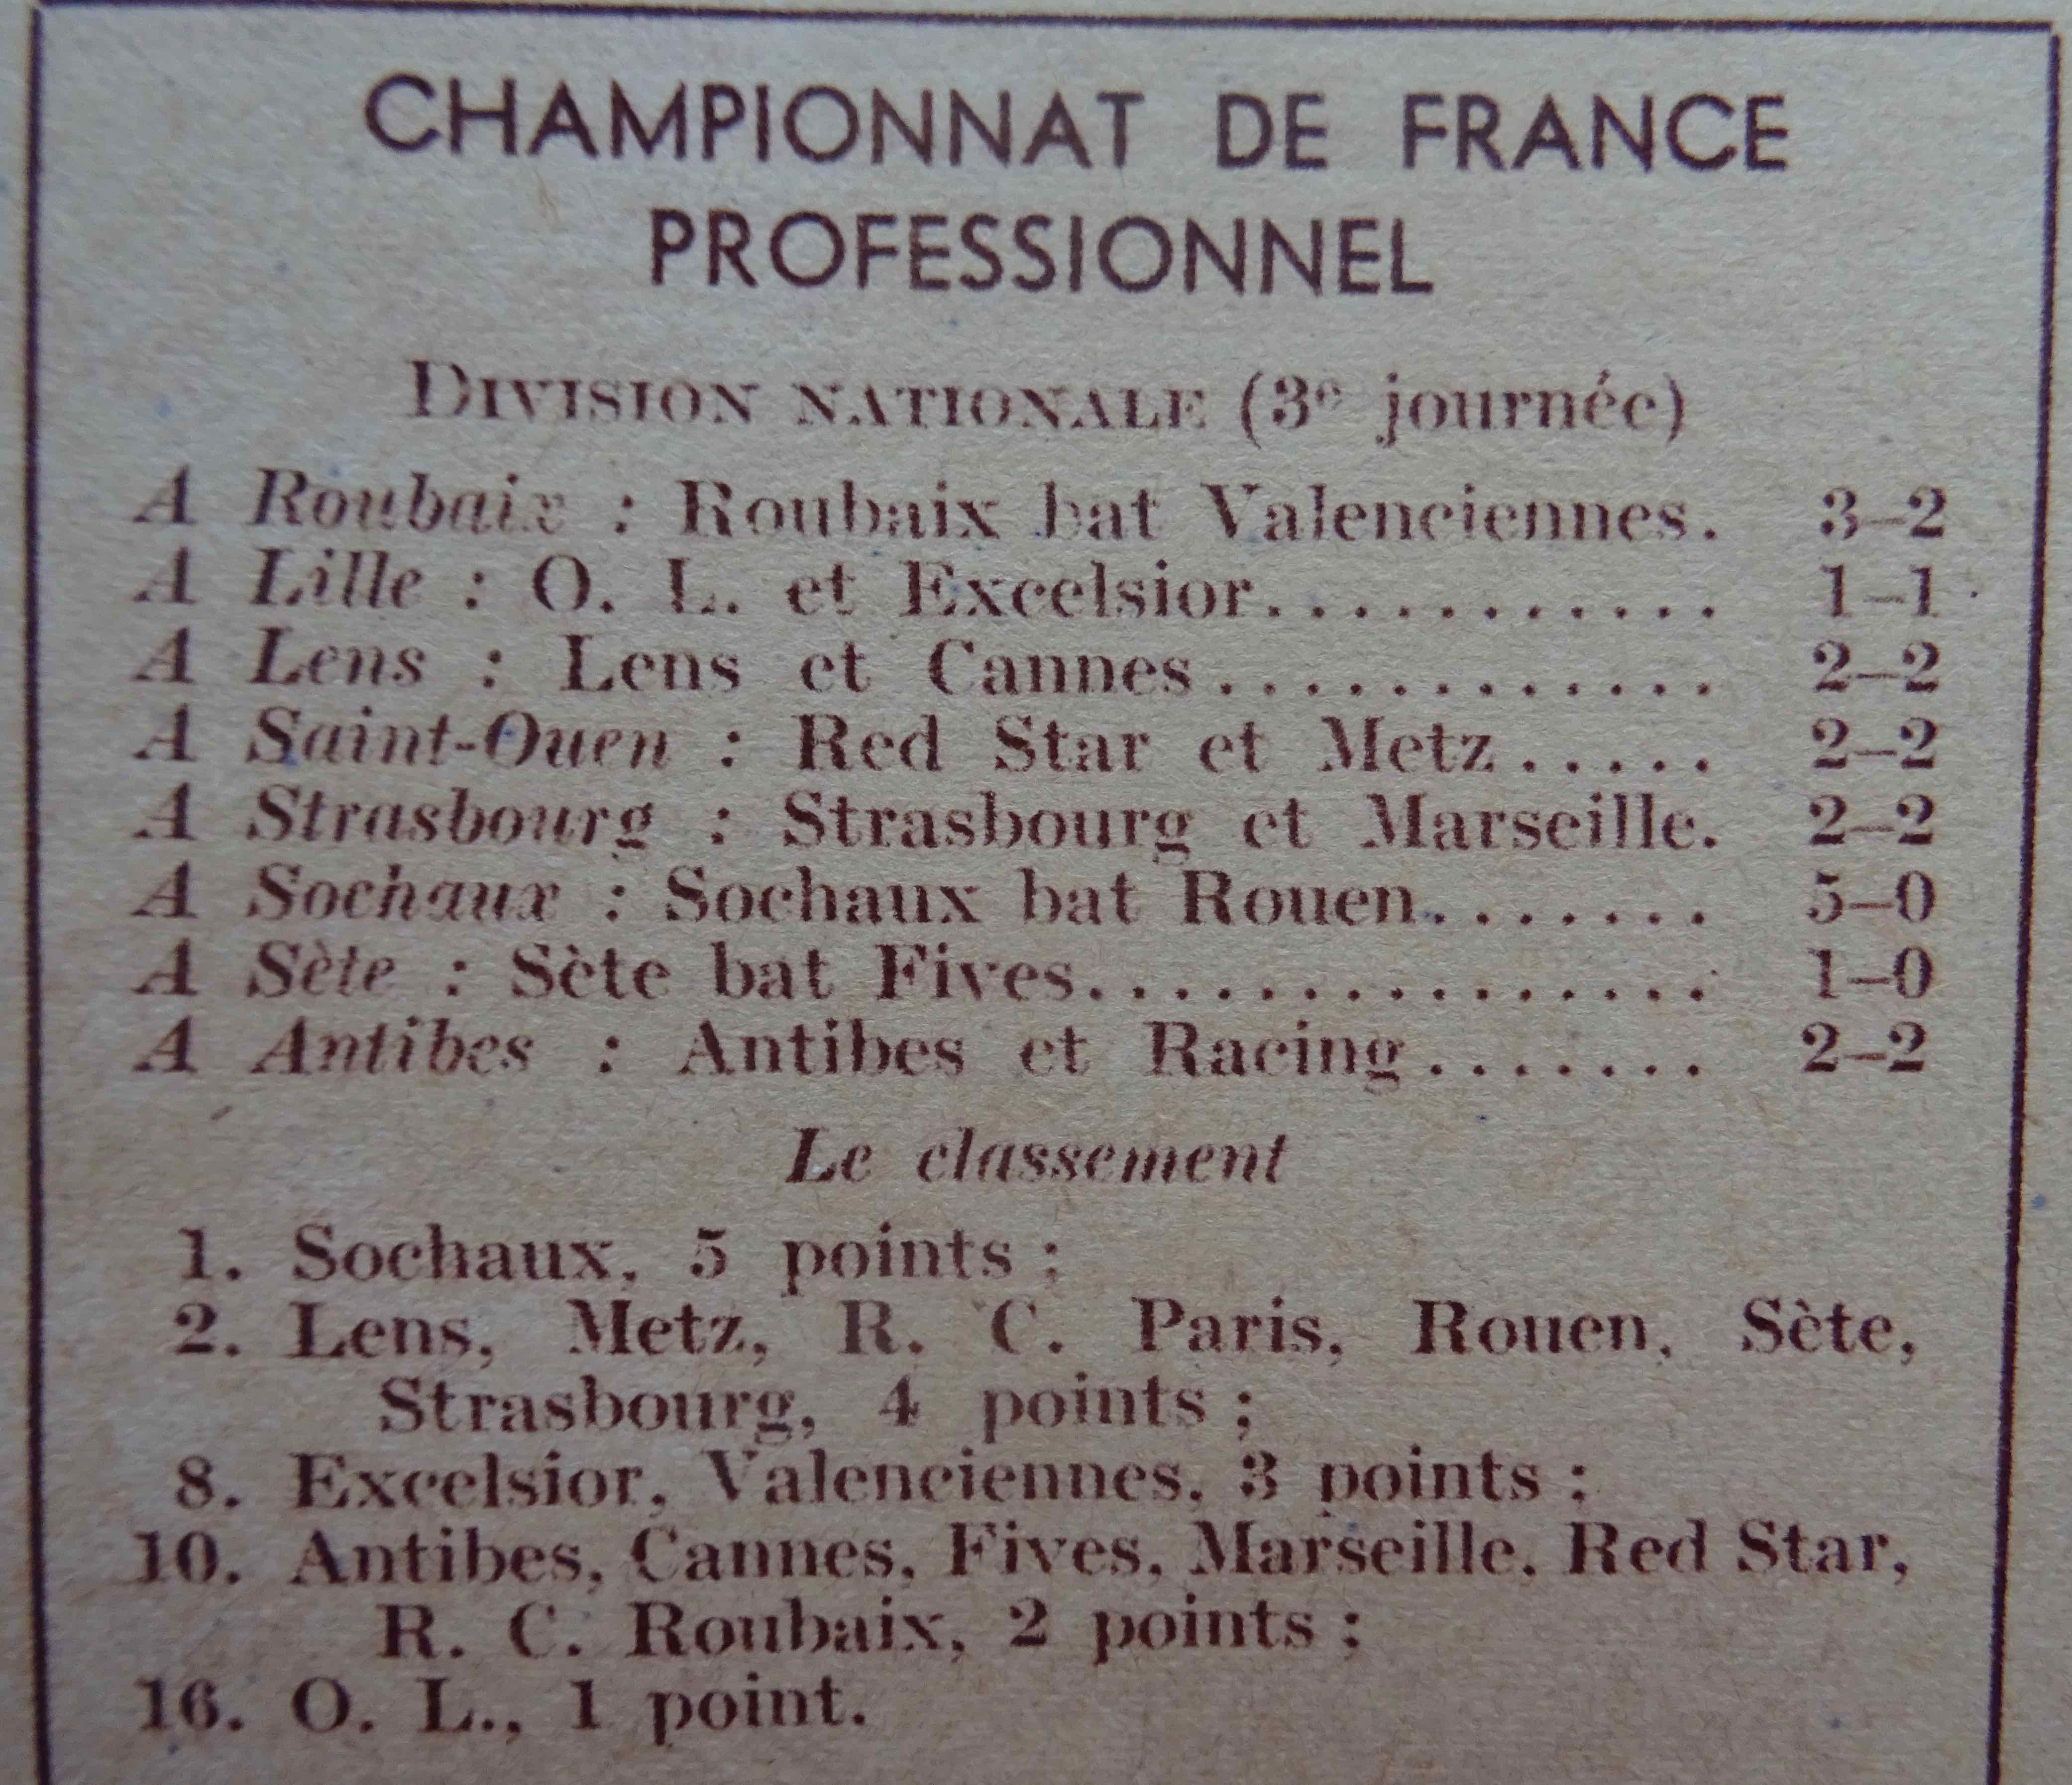 CHAMPIONNAT DE FRANCE
PROFESSIONNEL
DIVISION NATIONALE (3e journée)
A Roubaix : Roubaix bat Valenciennes. 3–2
A Lille : O. L. et Excelsior............ 1–1
A Lens : Lens et Cannes............. 2–2
A Saint-Ouen : Red Star et Metz..... 2–2
A Strasbourg : Strasbourg et Marseille. 2–2
A Sochaux : Sochaux bat Rouen....... 5–0
A Sète : Sète bat Fives................. 1–0
A Antibes : Antibes et Racing....... 2–2
Le classement
1. Sochaux, 5 points ;
2. Lens, Metz, R. C. Paris, Rouen, Sète,
Strasbourg, 4 points ;
8. Excelsior, Valenciennes, 3 points ;
10. Antibes, Cannes, Fives, Marseille, Red Star,
R. C. Roubaix, 2 points ;
16. O. L., 1 point.